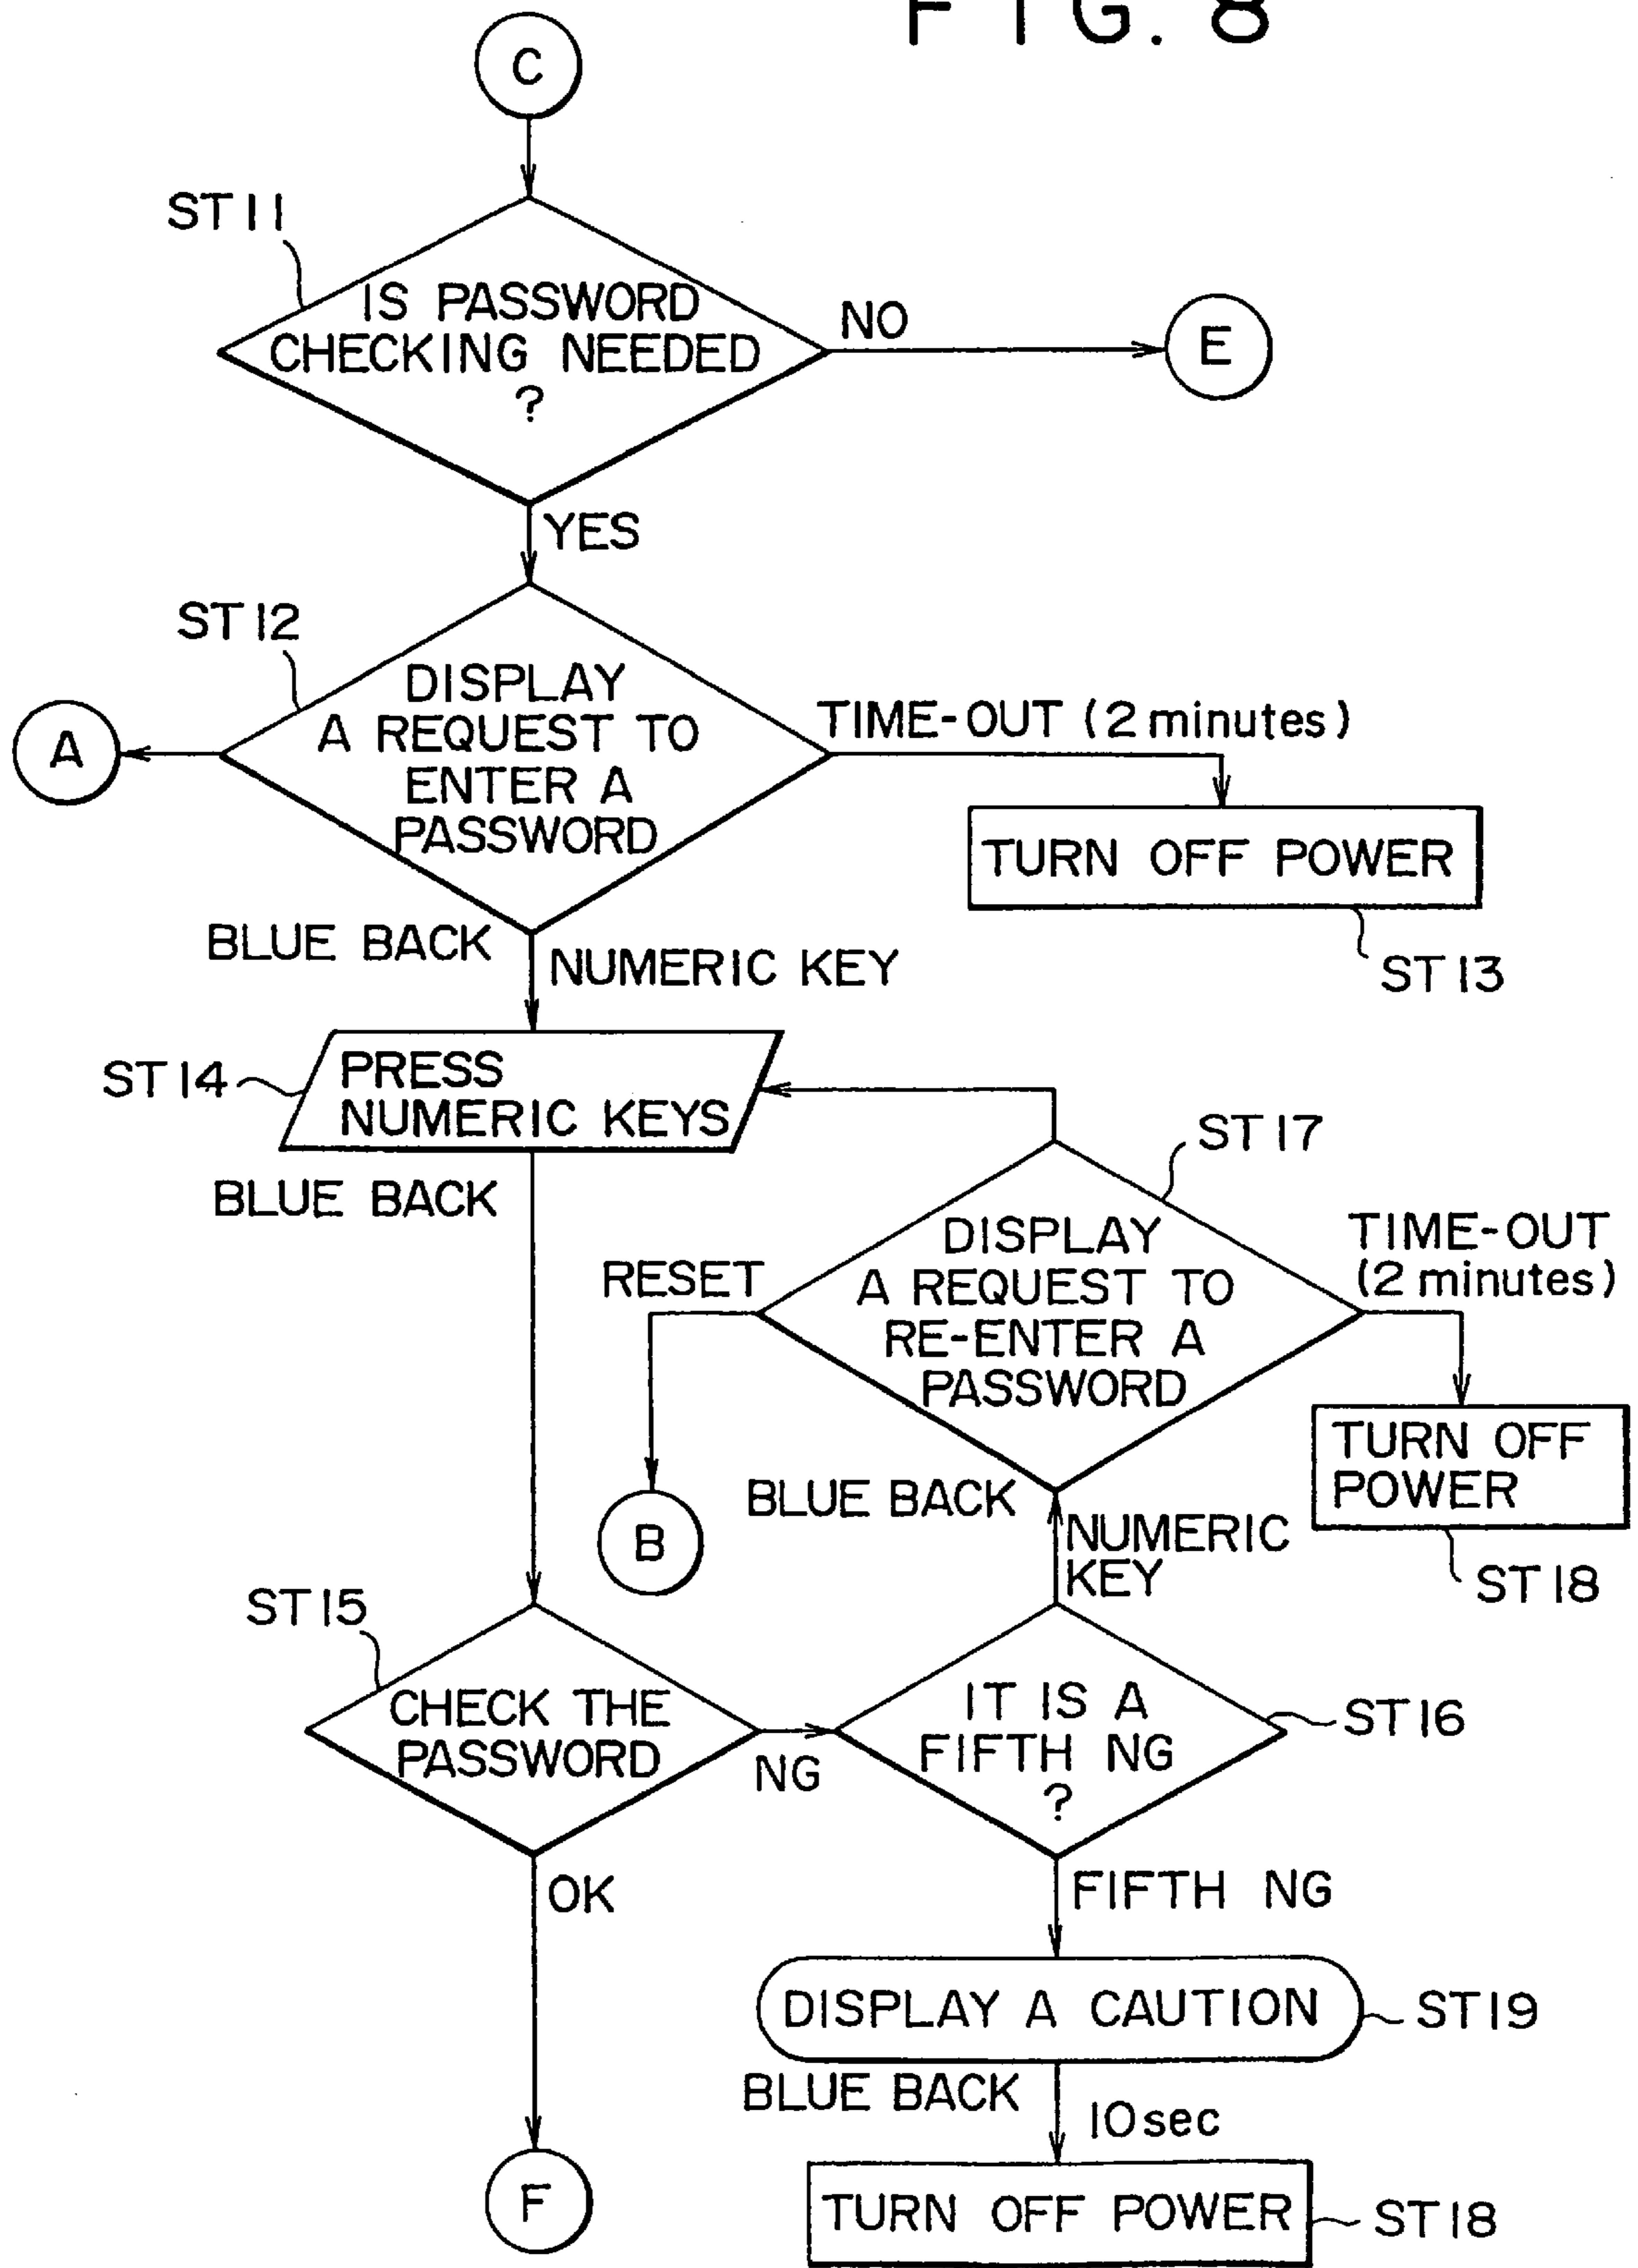 FIG. 8
C
ST11
IS PASSWORD
CHECKING NEEDED
?
NO
E
YES
ST12
DISPLAY
A REQUEST TO
ENTER A
PASSWORD
A
TIME-OUT (2 minutes)
TURN OFF POWER
ST13
BLUE BACK
NUMERIC KEY
ST14
PRESS
NUMERIC KEYS
BLUE BACK
ST17
DISPLAY
A REQUEST TO
RE-ENTER A
PASSWORD
RESET
B
TIME-OUT
(2 minutes)
TURN OFF
POWER
ST18
BLUE BACK
NUMERIC
KEY
ST15
CHECK THE
PASSWORD
NG
IT IS A
FIFTH NG
?
ST16
OK
F
FIFTH NG
DISPLAY A CAUTION
ST19
BLUE BACK
10sec
TURN OFF POWER
ST18